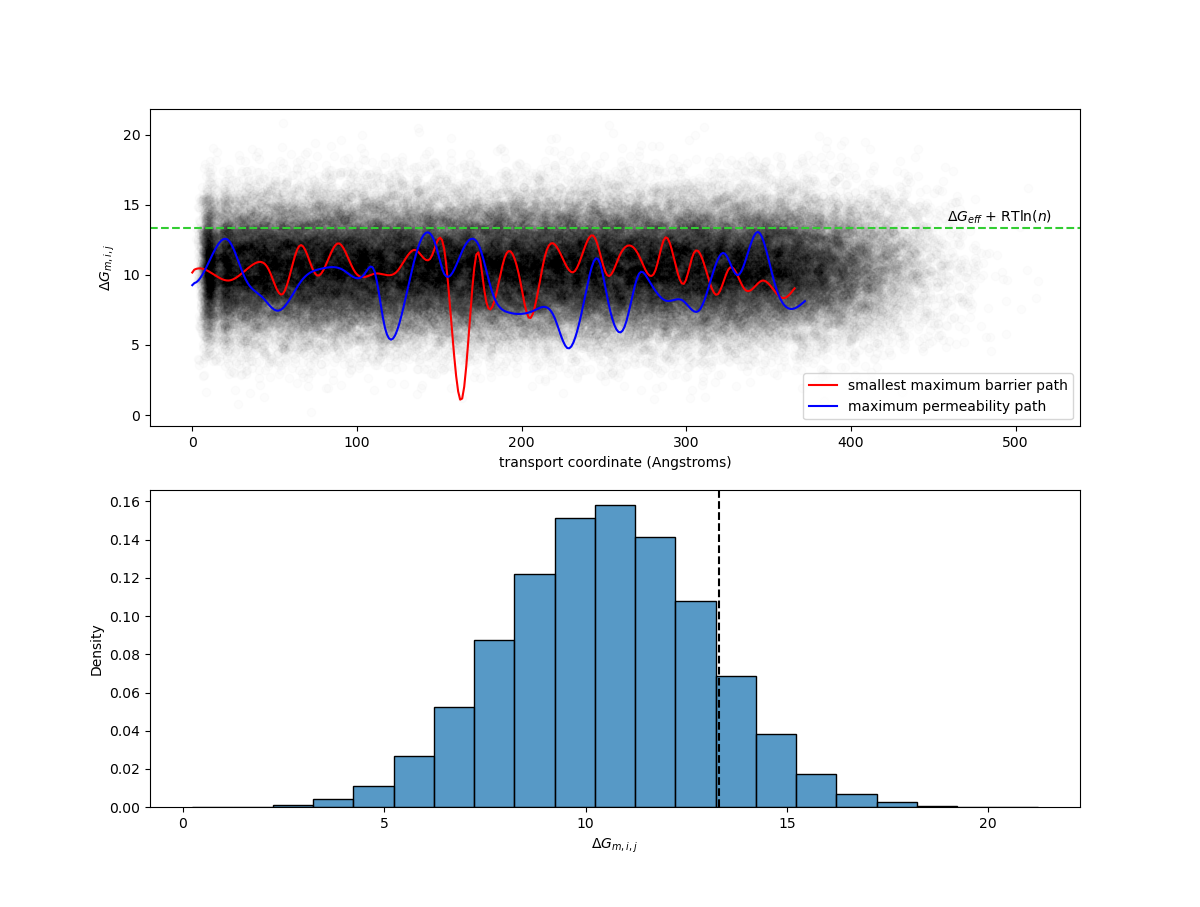 20
15
10
5
0
ΔG_{m,i,j}
ΔG_{eff} + RTln(n)
smallest maximum barrier path
maximum permeability path
0 100 200 300 400 500
transport coordinate (Angstroms)
0.16
0.14
0.12
0.10
0.08
0.06
0.04
0.02
0.00
Density
0 5 10 15 20
ΔG_{m,i,j}